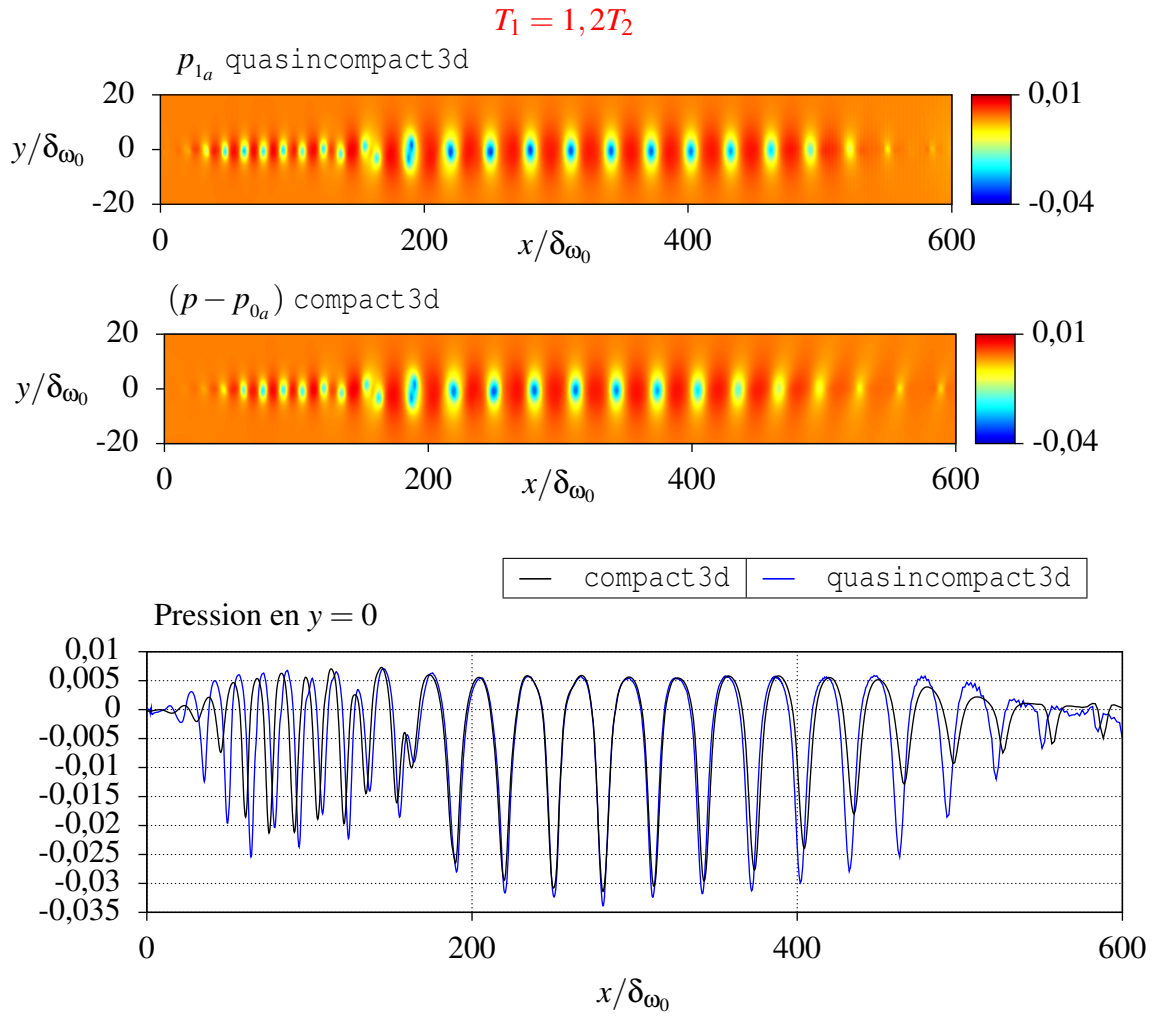 T₁ = 1, 2T₂
p₁ₐ quasincompact3d
20
0
-20
y/δω₀
0,01
-0,04
0 200 400 600
x/δω₀
(p − p₀ₐ) compact3d
20
0
-20
y/δω₀
0,01
-0,04
0 200 400 600
x/δω₀
compact3d quasincompact3d
Pression en y = 0
0,01
0,005
0
-0,005
-0,01
-0,015
-0,02
-0,025
-0,03
-0,035
0 200 400 600
x/δω₀